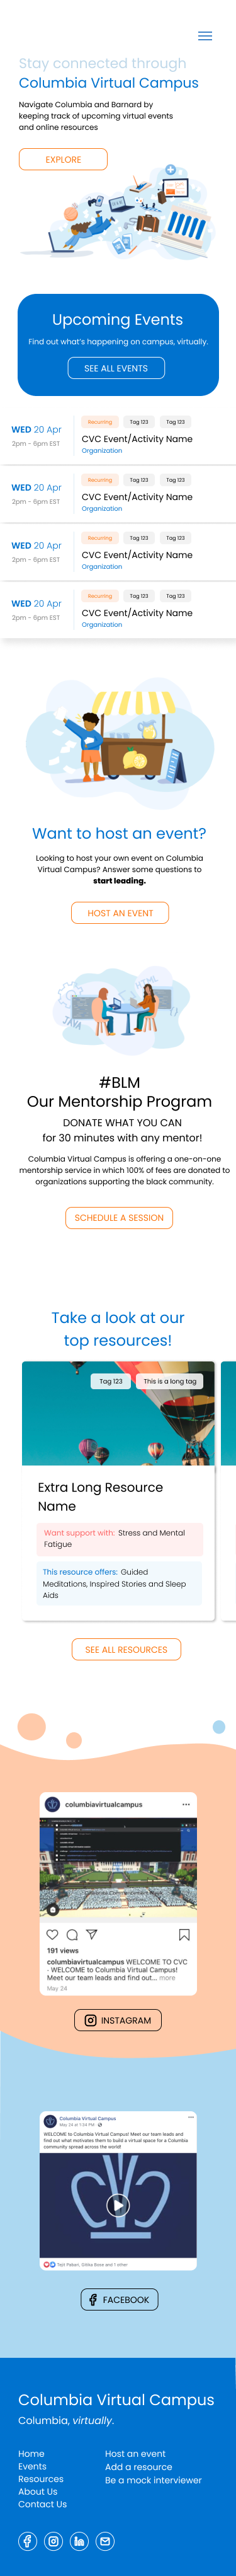 Stay connected through
Columbia Virtual Campus
Navigate Columbia and Barnard by
keeping track of upcoming virtual events
and online resources
EXPLORE
Upcoming Events
Find out what's happening on campus, virtually.
SEE ALL EVENTS
WED 20 Apr
2pm - 6pm EST
Recurring Tag 123 Tag 123
CVC Event/Activity Name
Organization
WED 20 Apr
2pm - 6pm EST
Recurring Tag 123 Tag 123
CVC Event/Activity Name
Organization
WED 20 Apr
2pm - 6pm EST
Recurring Tag 123 Tag 123
CVC Event/Activity Name
Organization
WED 20 Apr
2pm - 6pm EST
Recurring Tag 123 Tag 123
CVC Event/Activity Name
Organization
Want to host an event?
Looking to host your own event on Columbia
Virtual Campus? Answer some questions to
start leading.
HOST AN EVENT
JAVA
#BLM
Our Mentorship Program
DONATE WHAT YOU CAN
for 30 minutes with any mentor!
Columbia Virtual Campus is offering a one-on-one
mentorship service in which 100% of fees are donated to
organizations supporting the black community.
SCHEDULE A SESSION
Take a look at our
top resources!
Tag 123 This is a long tag
Extra Long Resource
Name
Want support with: Stress and Mental
Fatigue
This resource offers: Guided
Meditations, Inspired Stories and Sleep
Aids
SEE ALL RESOURCES
columbiavirtualcampus
191 views
columbiavirtualcampus WELCOME TO CVC
- WELCOME to Columbia Virtual Campus!
Meet our team leads and find out... more
May 24
INSTAGRAM
Columbia Virtual Campus
May 24 at 1:04 PM
WELCOME to Columbia Virtual Campus! Meet our team leads and
find out what motivates them to build a virtual space for a Columbia
community spread across the world!
FACEBOOK
Columbia Virtual Campus
Columbia, virtually.
Home
Events
Resources
About Us
Contact Us
Host an event
Add a resource
Be a mock interviewer